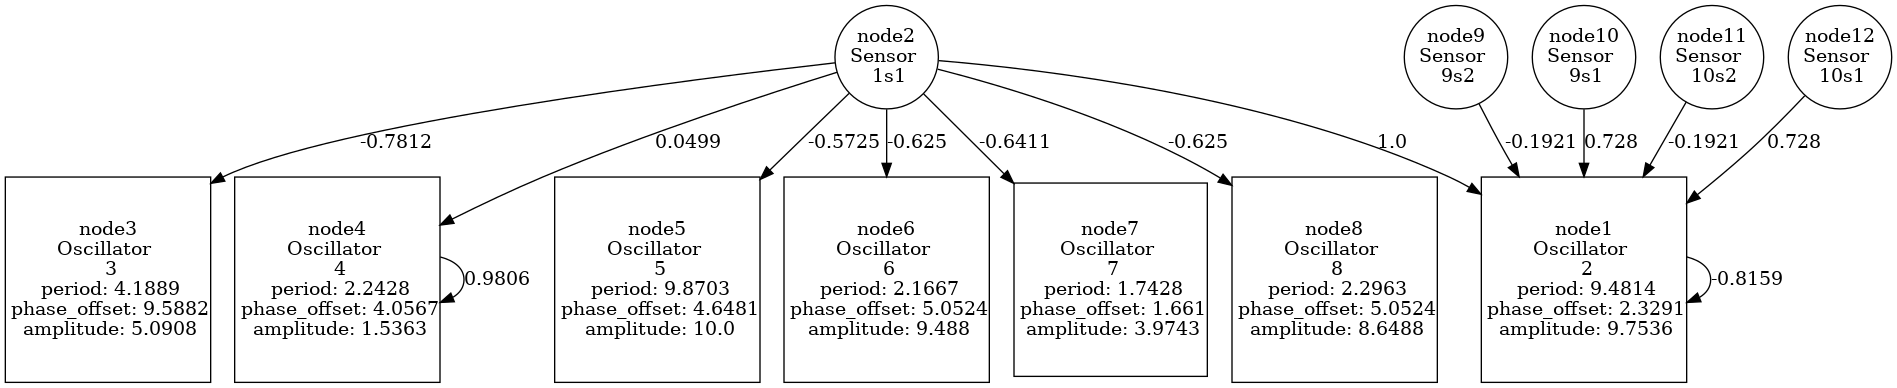 node2
Sensor
1s1
node9
Sensor
9s2
node10
Sensor
9s1
node11
Sensor
10s2
node12
Sensor
10s1
-0.7812
0.0499
-0.5725
-0.625
-0.6411
-0.625
1.0
-0.1921
0.728
-0.1921
0.728
node3
Oscillator
3
period: 4.1889
phase_offset: 9.5882
amplitude: 5.0908
node4
Oscillator
4
period: 2.2428
phase_offset: 4.0567
amplitude: 1.5363
0.9806
node5
Oscillator
5
period: 9.8703
phase_offset: 4.6481
amplitude: 10.0
node6
Oscillator
6
period: 2.1667
phase_offset: 5.0524
amplitude: 9.488
node7
Oscillator
7
period: 1.7428
phase_offset: 1.661
amplitude: 3.9743
node8
Oscillator
8
period: 2.2963
phase_offset: 5.0524
amplitude: 8.6488
node1
Oscillator
2
period: 9.4814
phase_offset: 2.3291
amplitude: 9.7536
-0.8159